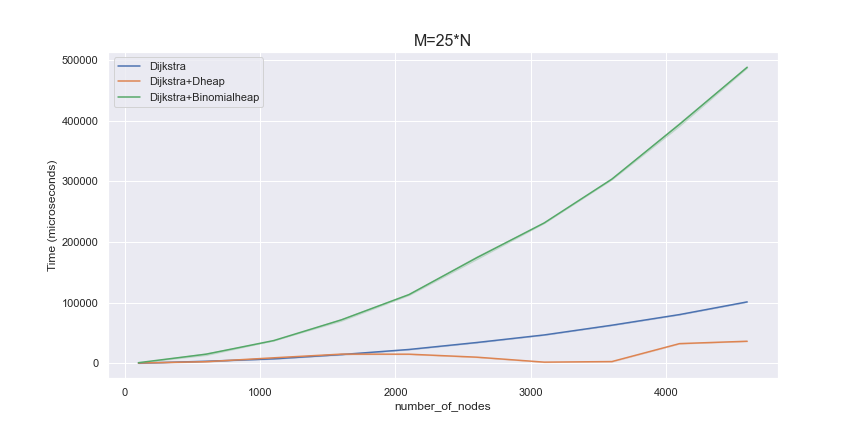 M=25*N
Dijkstra
Dijkstra+Dheap
Dijkstra+Binomialheap
Time (microseconds)
500000
400000
300000
200000
100000
0
0 1000 2000 3000 4000
number_of_nodes